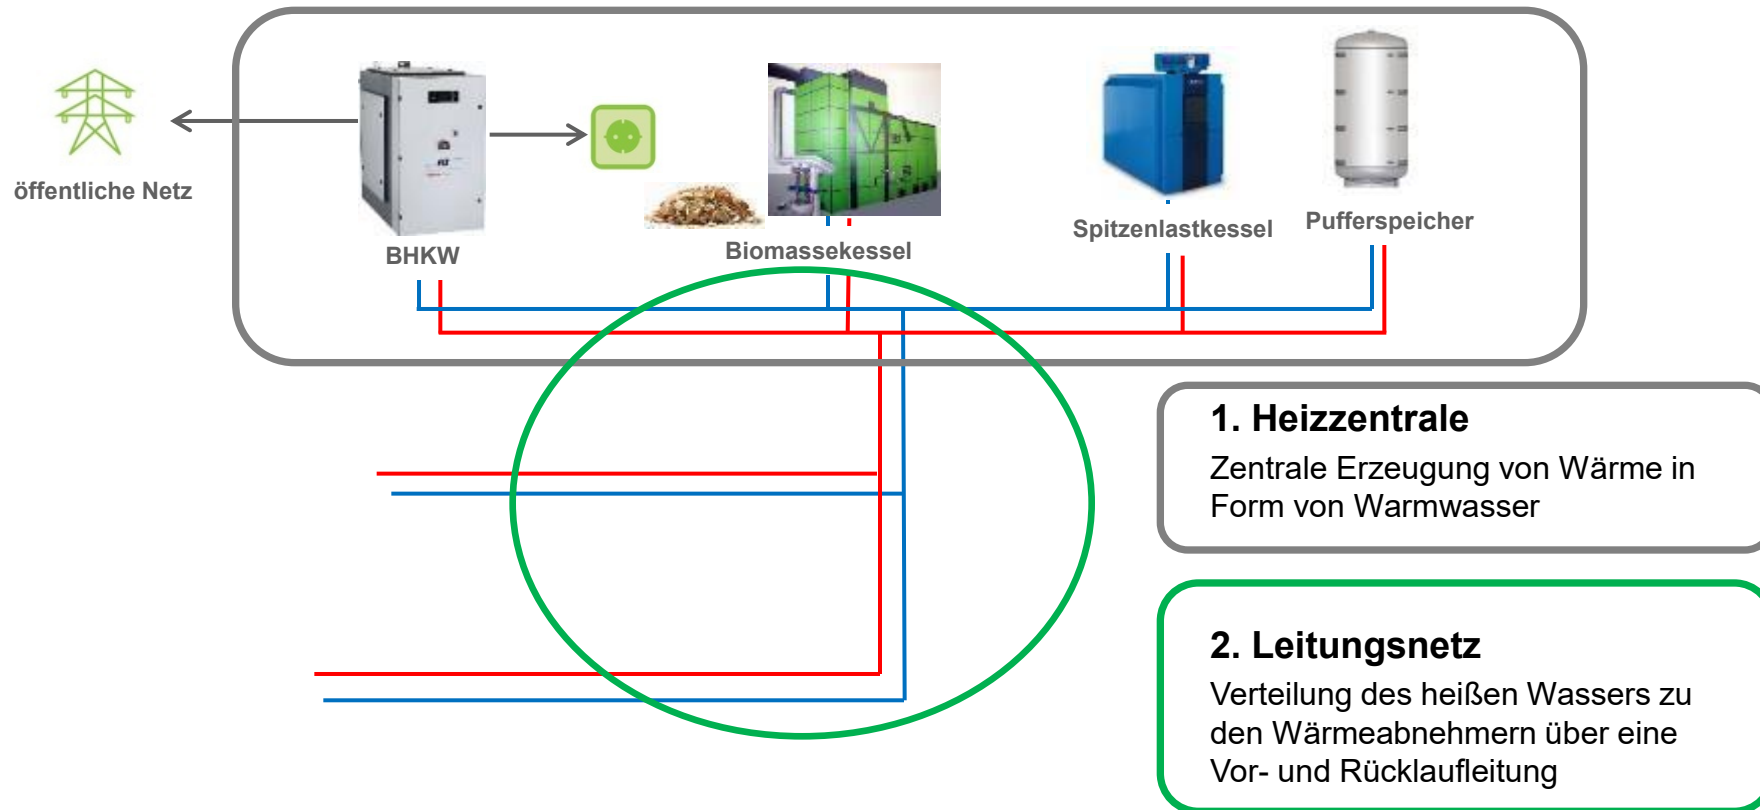 öffentliche Netz
BHKW
Biomassekessel
Spitzenlastkessel
Pufferspeicher
1. Heizzentrale
Zentrale Erzeugung von Wärme in
Form von Warmwasser
2. Leitungsnetz
Verteilung des heißen Wassers zu
den Wärmeabnehmern über eine
Vor- und Rücklaufleitung